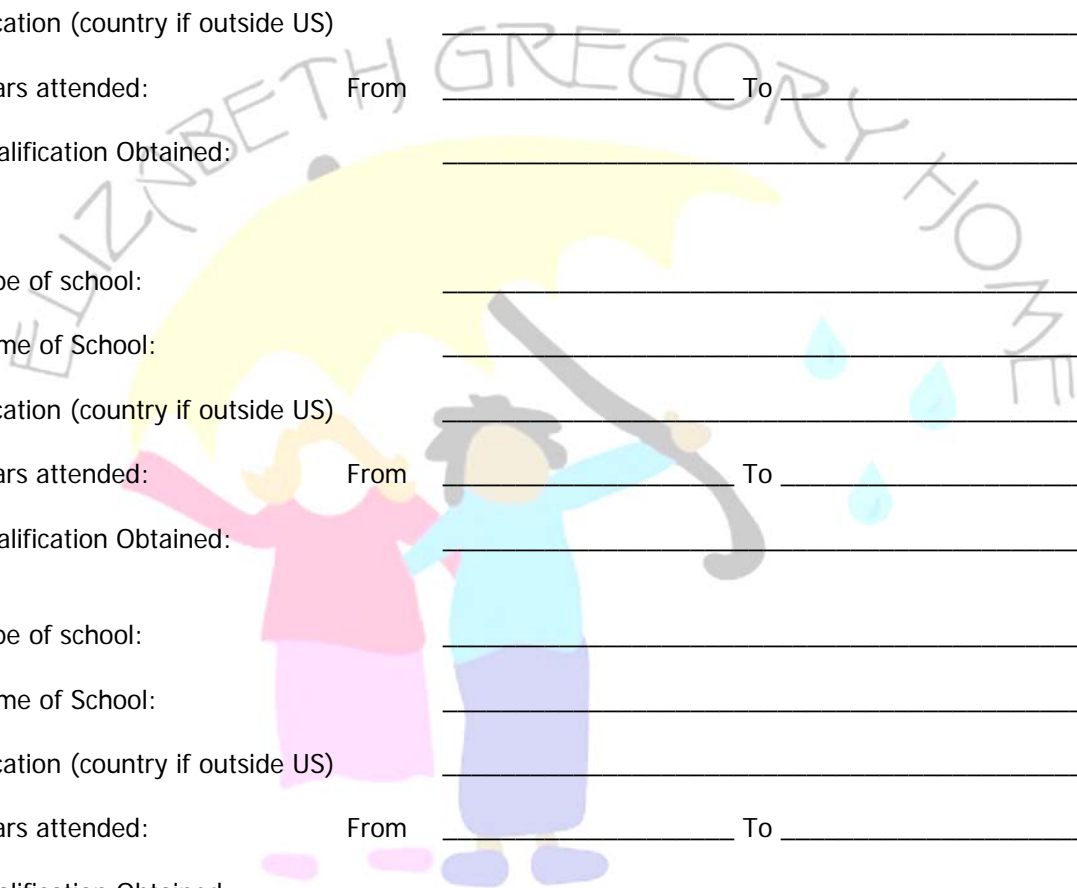 cation (country if outside US)
ars attended: From To
alification Obtained:
pe of school:
me of School:
cation (country if outside US)
ars attended: From To
alification Obtained:
pe of school:
me of School:
cation (country if outside US)
ars attended: From To
alification Obtained
ELIZABETH GREGORY HOME